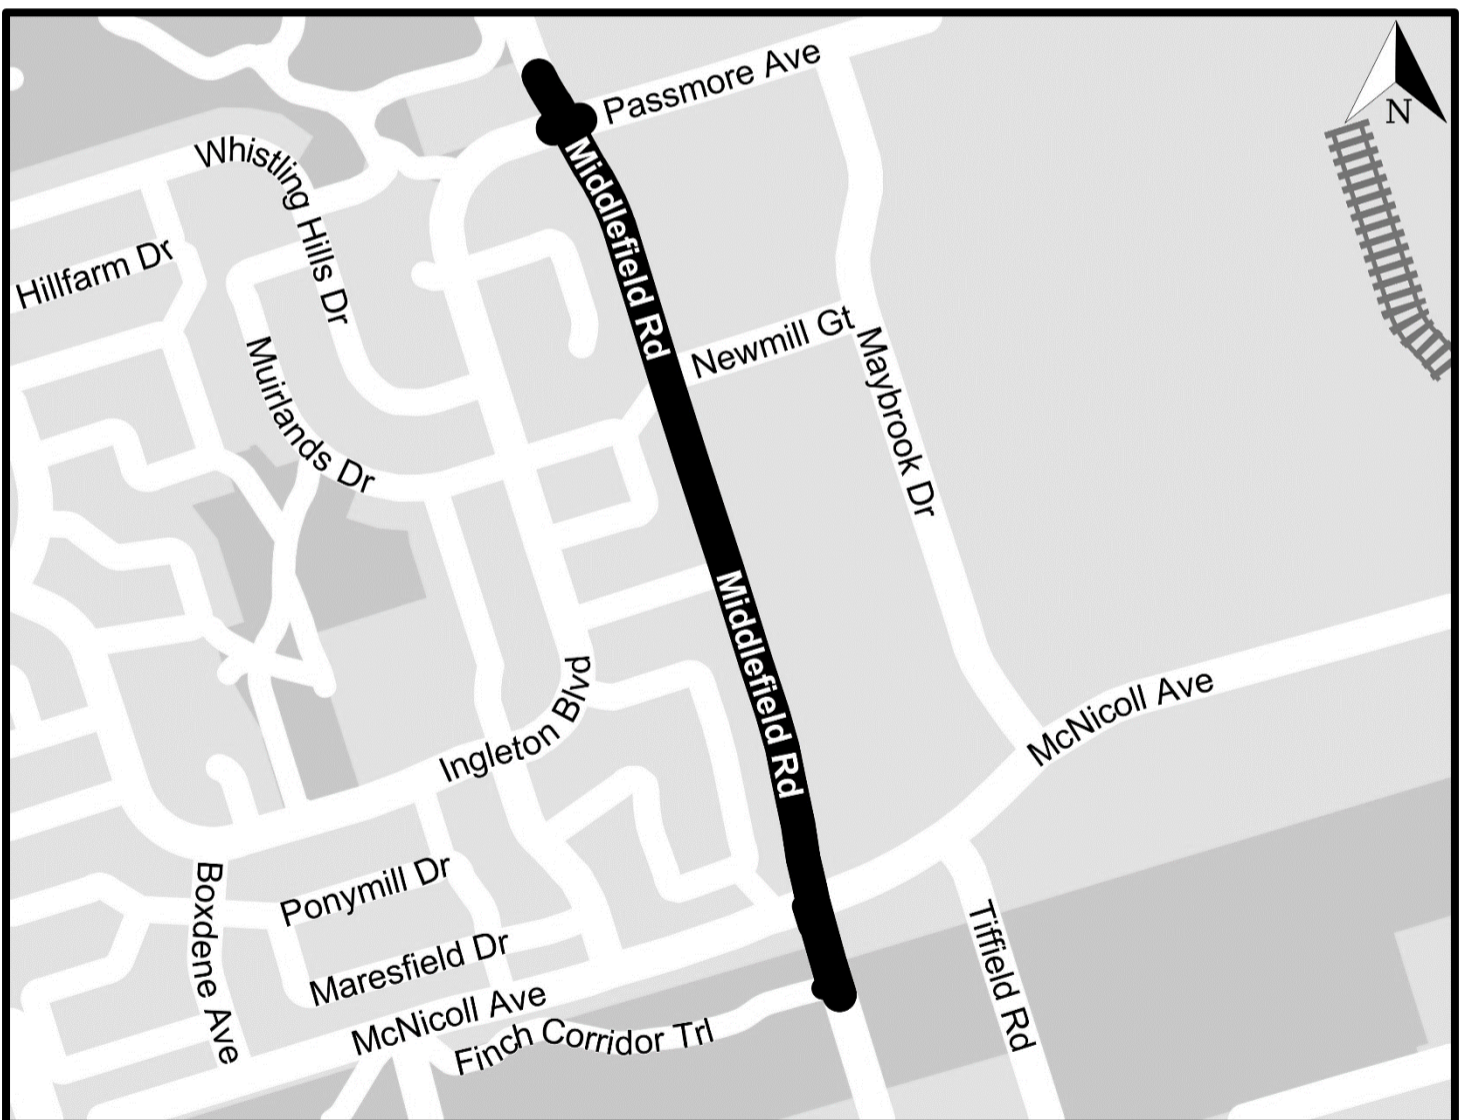 Passmore Ave
N
Whistling Hills Dr
Middlefield Rd
Hillfarm Dr
Newmill Gt
Muirlands Dr
Maybrook Dr
Middlefield Rd
Ingleton Blvd
McNicoll Ave
Boxdene Ave
Ponymill Dr
Tiffield Rd
Maresfield Dr
McNicoll Ave
Finch Corridor Trl